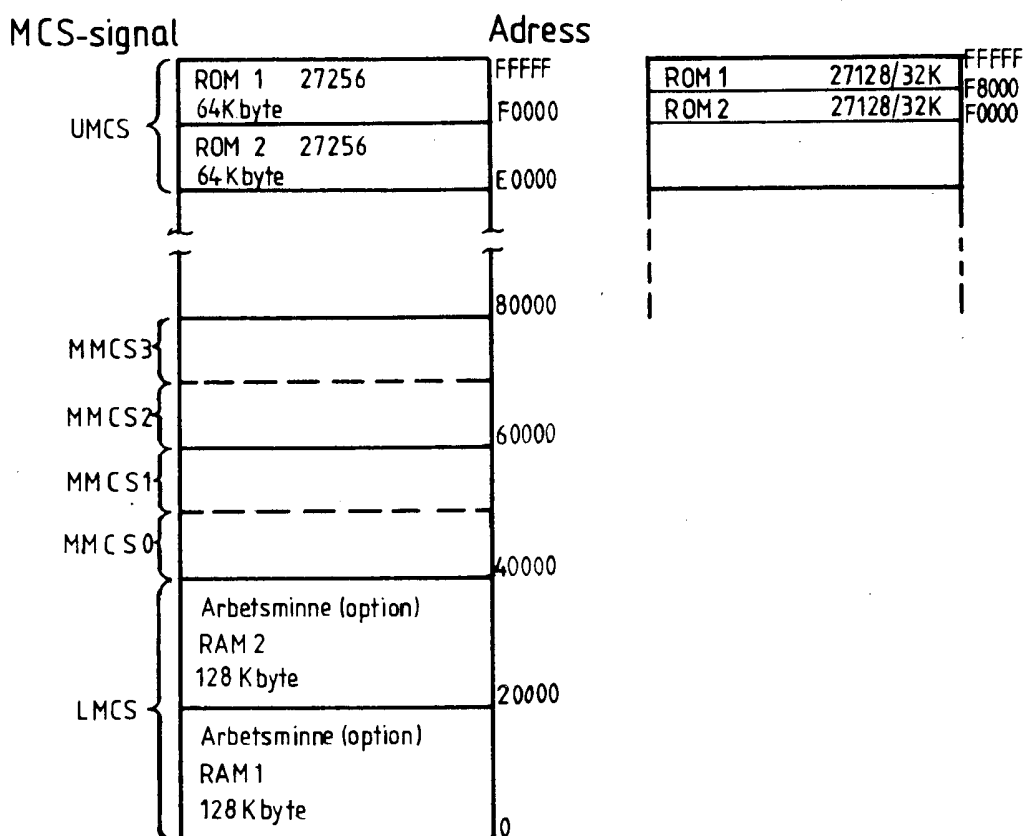 MCS-signal Adress
ROM 1 27256 FFFFF
64K byte F0000
UMCS
ROM 2 27256
64 Kbyte E0000
ROM 1 27128/32K FFFFF
F8000
ROM 2 27128/32K F0000
80000
MMCS3
MMCS2
60000
MMCS1
MMCS0
40000
Arbetsminne (option)
RAM 2
128 Kbyte
20000
LMCS
Arbetsminne (option)
RAM 1
128 Kbyte
0